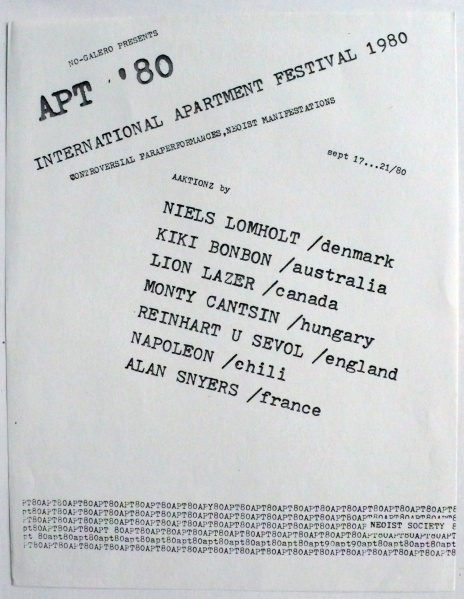 NO-GALERO PRESENTS
APT '80
INTERNATIONAL APARTMENT FESTIVAL 1980
CONTROVERSIAL PARAPERFORMANCES,NEOIST MANIFESTATIONS
sept 17...21/80
AAKTIONZ by
NIELS LOMHOLT /denmark
KIKI BONBON /australia
LION LAZER /canada
MONTY CANTSIN /hungary
REINHART U SEVOL /england
NAPOLEON /chili
ALAN SNYERS /france
PT80APT80APT80APT80APT80APT80APT80APY80APT80APT80APT80APT80APT8
NEOIST SOCIETY